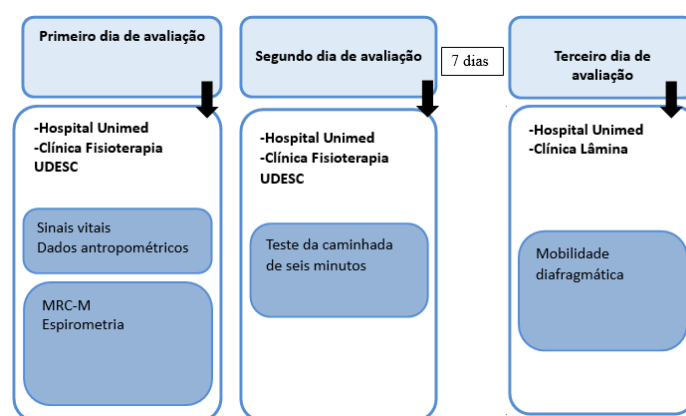 Primeiro dia de avaliação
-Hospital Unimed
-Clínica Fisioterapia
UDESC
Sinais vitais
Dados antropométricos
MRC-M
Espirometria
Segundo dia de avaliação
-Hospital Unimed
-Clínica Fisioterapia
UDESC
Teste da caminhada
de seis minutos
7 dias
Terceiro dia de
avaliação
-Hospital Unimed
-Clínica Lâmina
Mobilidade
diafragmática